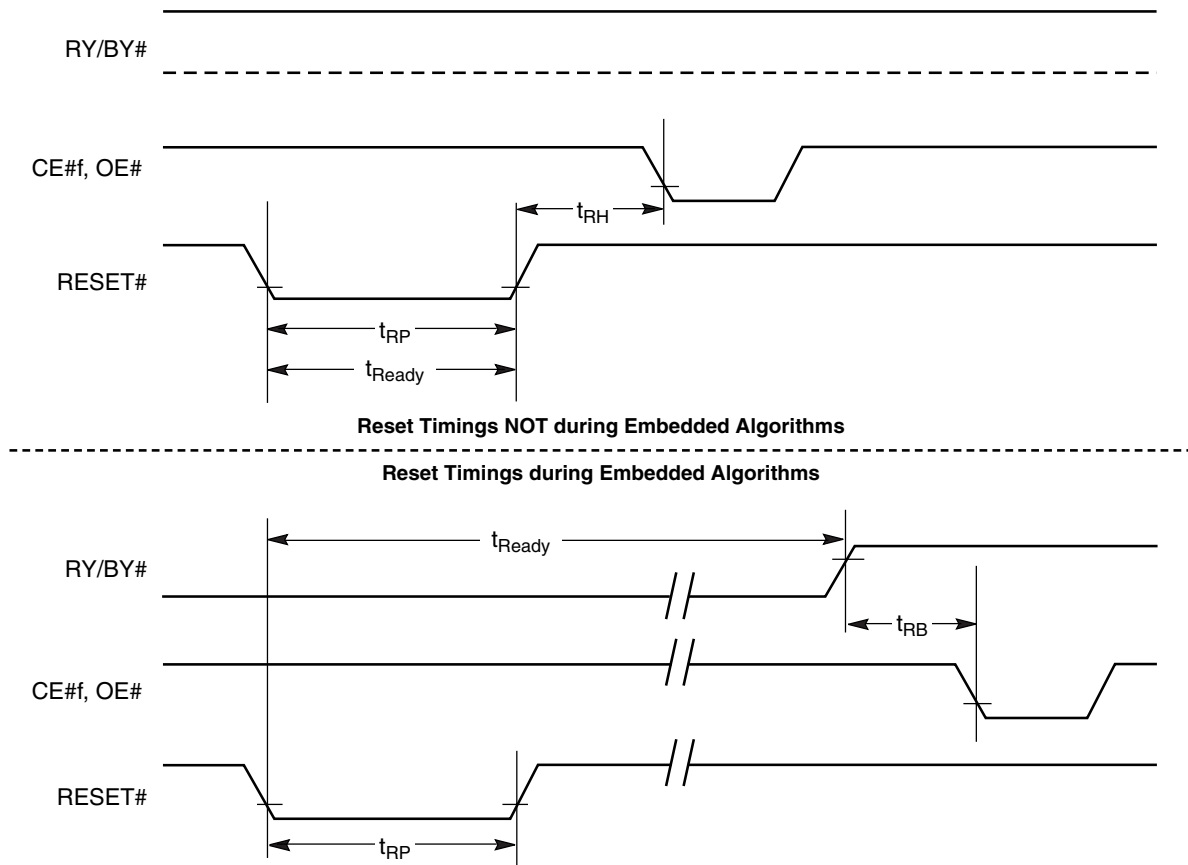 RY/BY#
CE#f, OE#
tRH
RESET#
tRP
tReady
Reset Timings NOT during Embedded Algorithms
Reset Timings during Embedded Algorithms
tReady
RY/BY#
tRB
CE#f, OE#
RESET#
tRP